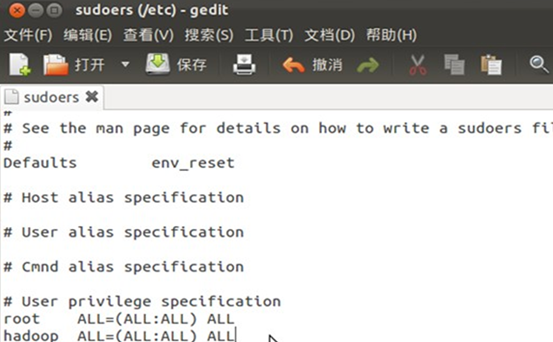 sudoers (/etc) - gedit
文件(F) 编辑(E) 查看(V) 搜索(S) 工具(T) 文档(D) 帮助(H)
打开 保存 撤消
sudoers
#
# See the man page for details on how to write a sudoers fil
#
Defaults env_reset
# Host alias specification
# User alias specification
# Cmnd alias specification
# User privilege specification
root ALL=(ALL:ALL) ALL
hadoop ALL=(ALL:ALL) ALL